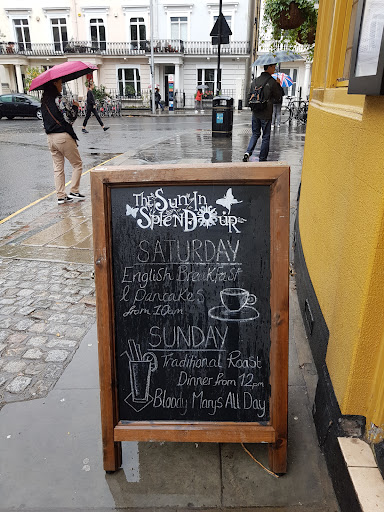 The Sun In
Splendour
SATURDAY
English Breakfast
& Pancakes
from 10am
SUNDAY
Traditional Roast
Dinner from 12pm
Bloody Marys All Day